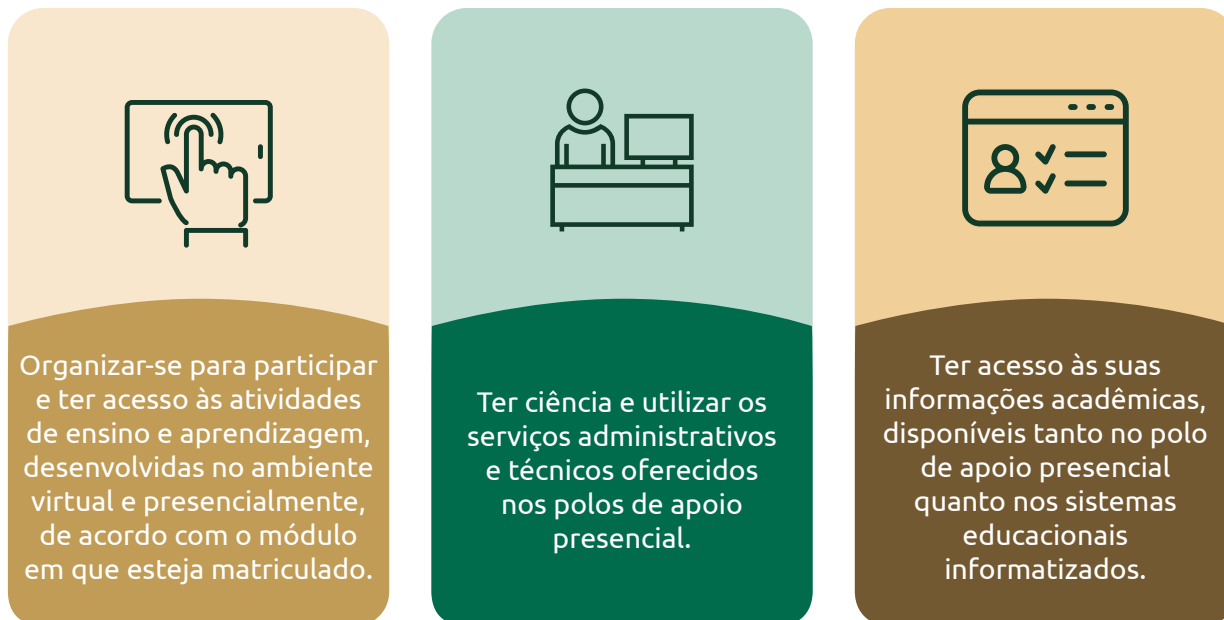 Organizar-se para participar
e ter acesso às atividades
de ensino e aprendizagem,
desenvolvidas no ambiente
virtual e presencialmente,
de acordo com o módulo
em que esteja matriculado.
Ter ciência e utilizar os
serviços administrativos
e técnicos oferecidos
nos polos de apoio
presencial.
Ter acesso às suas
informações acadêmicas,
disponíveis tanto no polo
de apoio presencial
quanto nos sistemas
educacionais
informatizados.